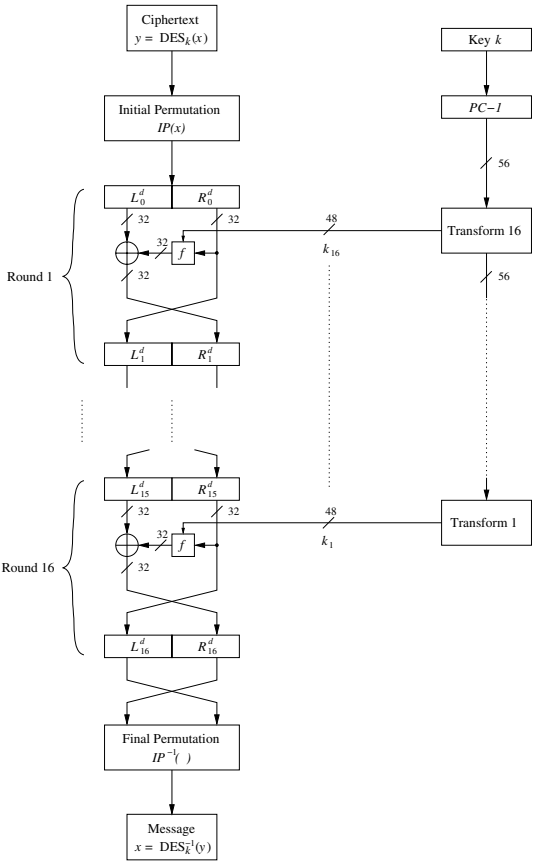 Ciphertext
y = DES_k(x)
Key k
Initial Permutation
IP(x)
PC−1
56
L_0^d R_0^d
32 32
48
Transform 16
32
f
k_16
32
56
Round 1
L_1^d R_1^d
L_15^d R_15^d
32 32
48
Transform 1
32
f
k_1
32
Round 16
L_16^d R_16^d
Final Permutation
IP^−1( )
Message
x = DES_k^−1(y)